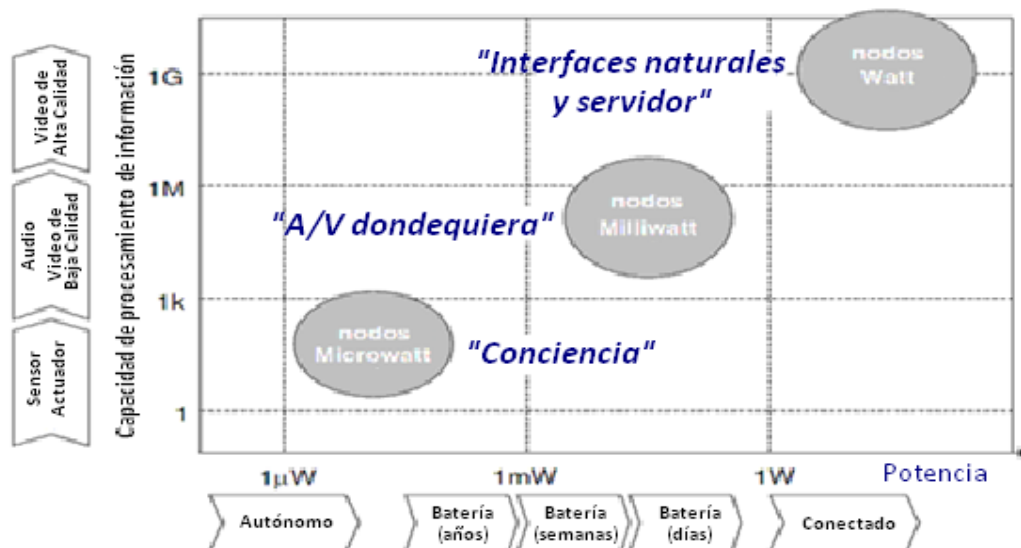 Capacidad de procesamiento de información
Video de
Alta Calidad
Audio
Video de
Baja Calidad
Sensor
Actuador
1G
1M
1k
1
"Interfaces naturales
y servidor"
nodos
Watt
"A/V dondequiera"
nodos
Milliwatt
nodos
Microwatt
"Conciencia"
1µW
1mW
1W
Potencia
Autónomo
Batería
(años)
Batería
(semanas)
Batería
(días)
Conectado